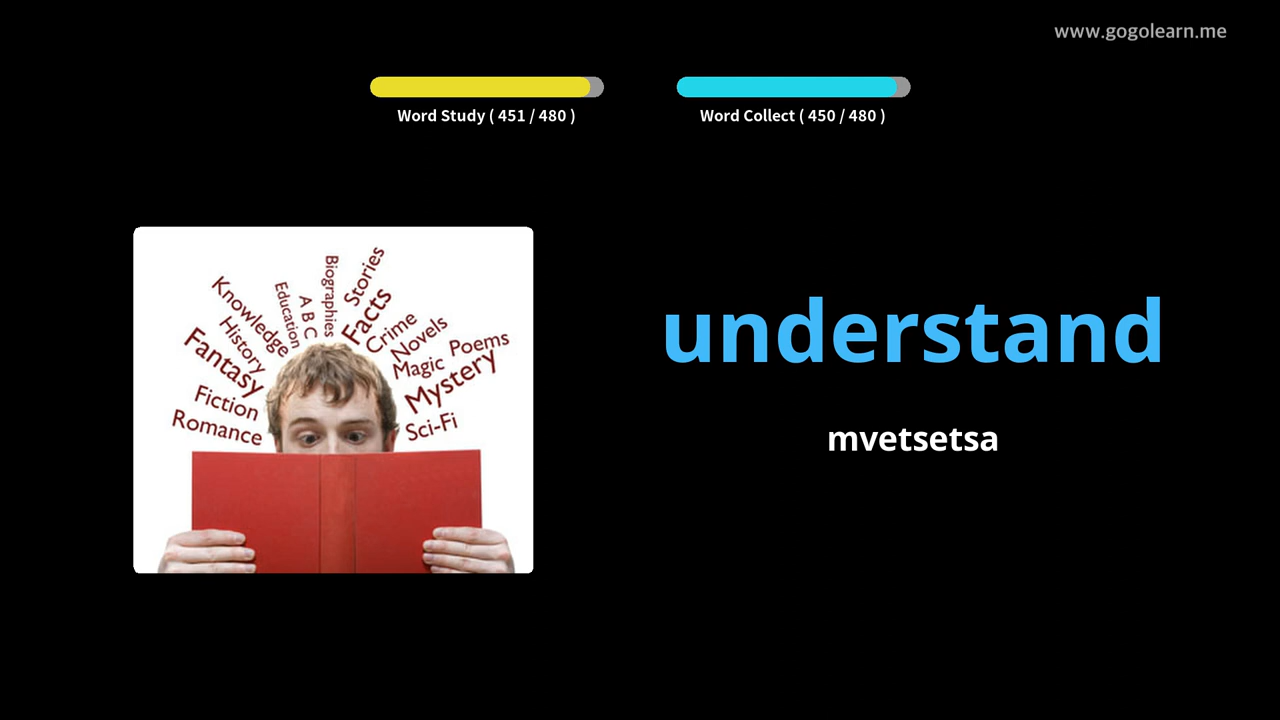 www.gogolearn.me
Word Study ( 451 / 480 )
Word Collect ( 450 / 480 )
Knowledge
Education
A B C
Biographies
Stories
Facts
Crime
Novels
Poems
History
Fantasy
Magic
Mystery
Fiction
Romance
Sci-Fi
understand
mvetsetsa